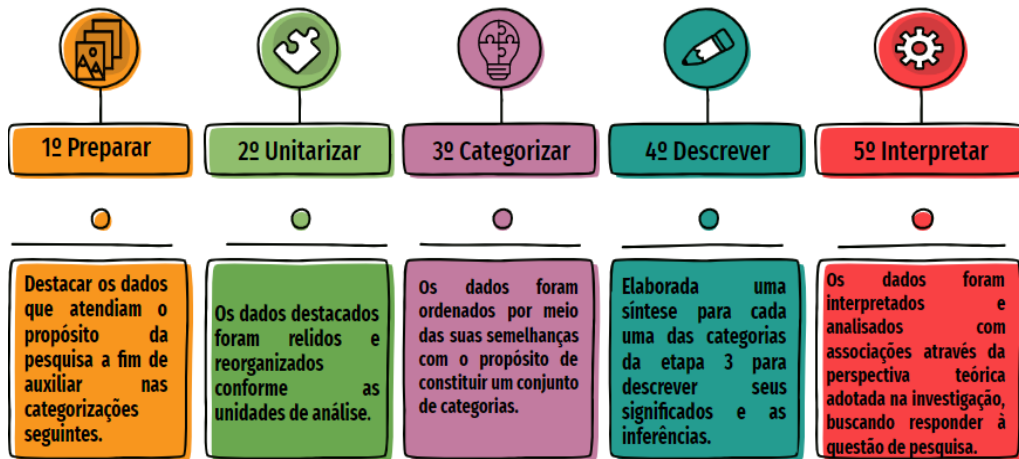 1º Preparar
2º Unitarizar
3º Categorizar
4º Descrever
5º Interpretar
Destacar os dados
que atendiam o
propósito da
pesquisa a fim de
auxiliar nas
categorizações
seguintes.
Os dados destacados
foram relidos e
reorganizados
conforme as
unidades de análise.
Os dados foram
ordenados por meio
das suas semelhanças
com o propósito de
constituir um conjunto
de categorias.
Elaborada uma
síntese para cada
uma das categorias
da etapa 3 para
descrever seus
significados e as
inferências.
Os dados foram
interpretados e
analisados com
associações através da
perspectiva teórica
adotada na investigação,
buscando responder à
questão de pesquisa.